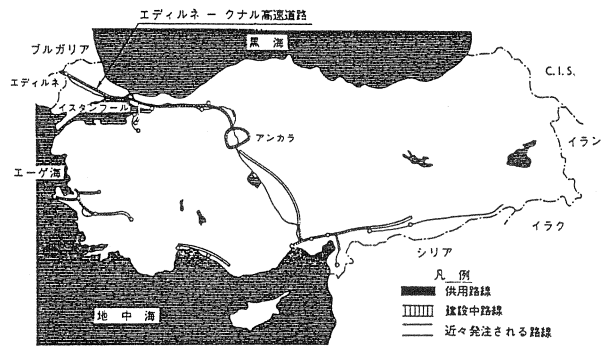 エディルネ ー クナル高速道路
ブルガリア
黒海
エディルネ
イスタンブール
C.I.S.
アンカラ
イラン
エーゲ海
イラク
シリア
地中海
凡例
供用路線
建設中路線
近々発注される路線